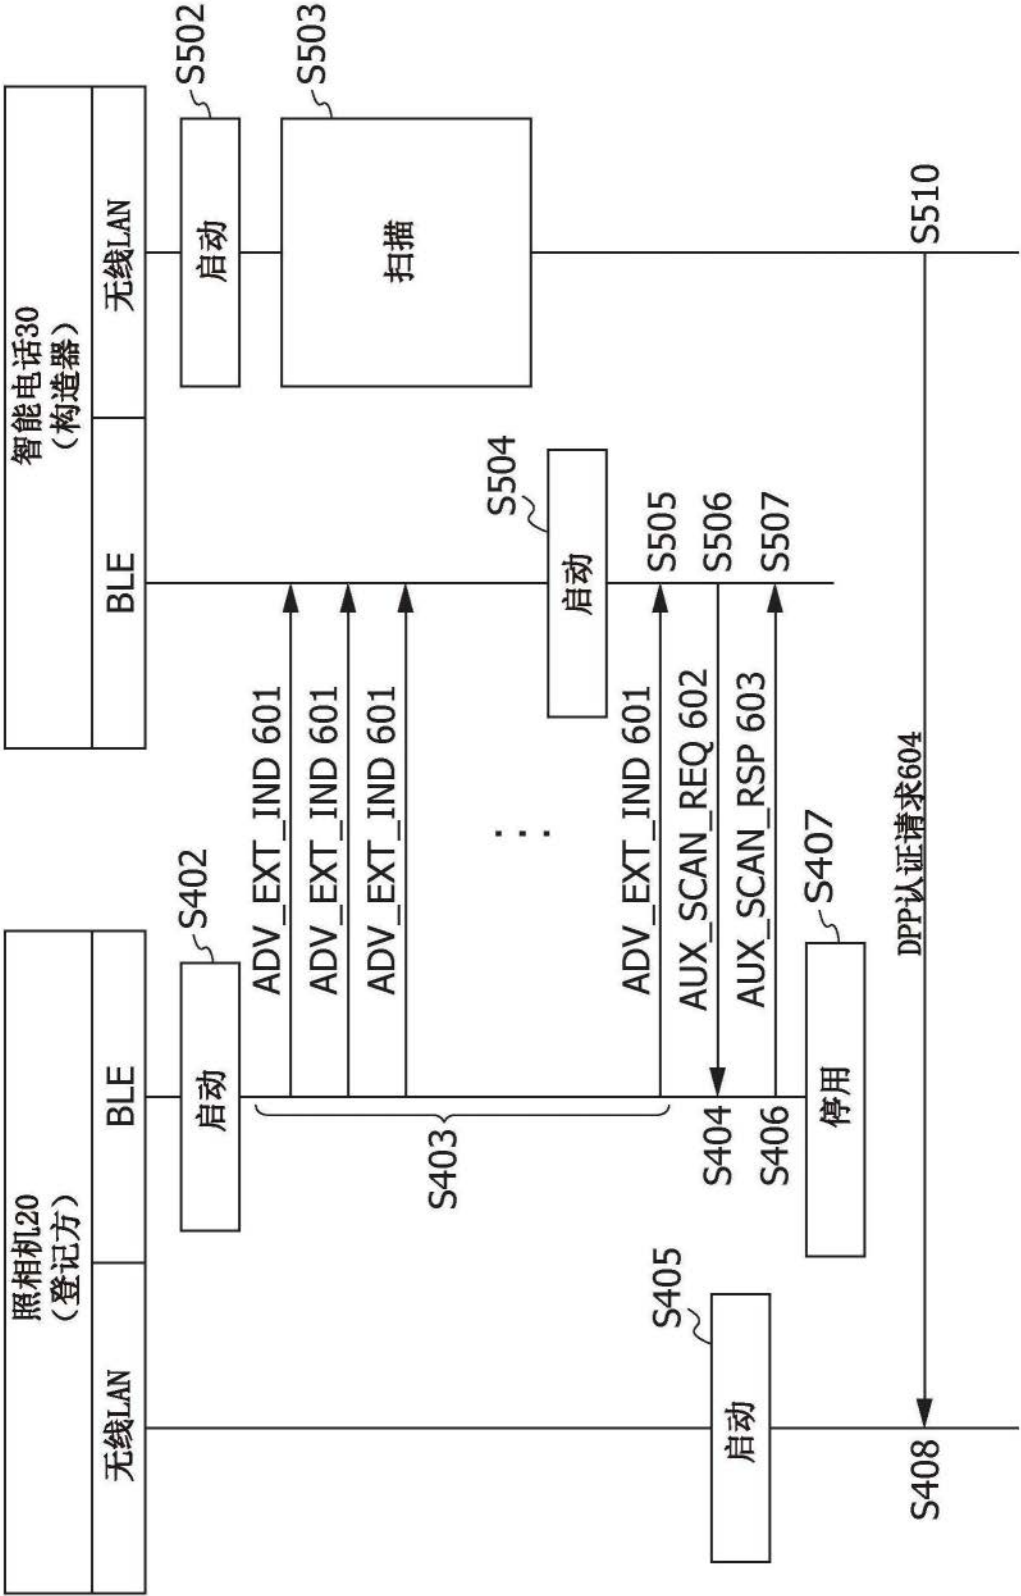 照相机20
（登记方）
智能电话30
（构造器）
无线LAN
BLE
BLE
无线LAN
启动
S402
启动
S502
ADV_EXT_IND 601
ADV_EXT_IND 601
ADV_EXT_IND 601
S403
扫描
S503
...
启动
S504
ADV_EXT_IND 601
S505
S404
AUX_SCAN_REQ 602
S506
启动
S405
S406
AUX_SCAN_RSP 603
S507
停用
S407
S408
DPP认证请求604
S510